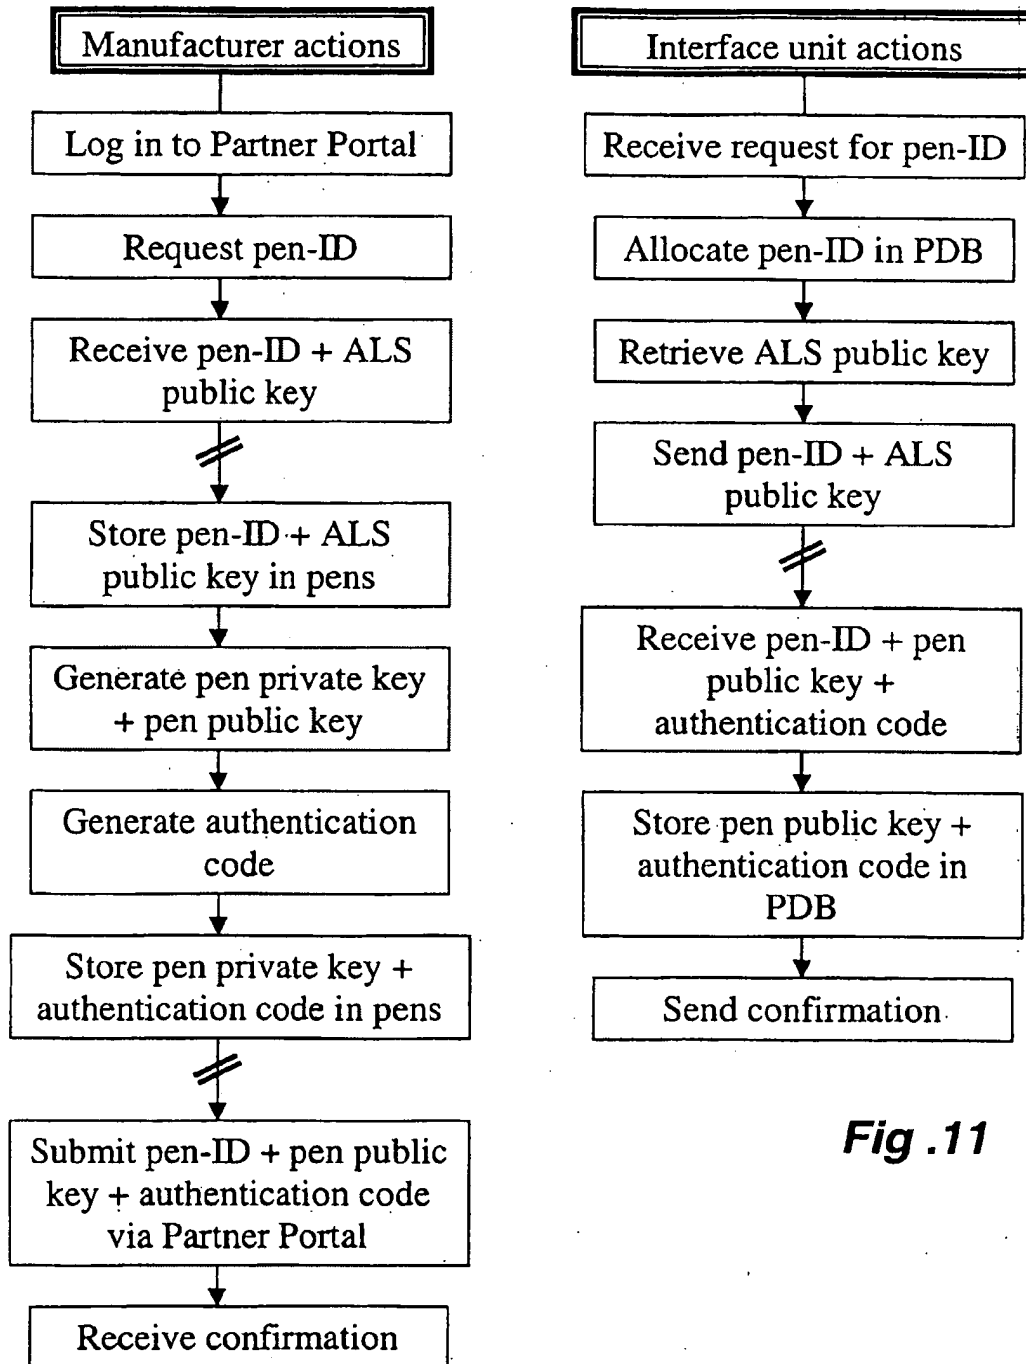 Manufacturer actions
Log in to Partner Portal
Request pen-ID
Receive pen-ID + ALS
public key
Store pen-ID + ALS
public key in pens
Generate pen private key
+ pen public key
Generate authentication
code
Store pen private key +
authentication code in pens
Submit pen-ID + pen public
key + authentication code
via Partner Portal
Receive confirmation
Interface unit actions
Receive request for pen-ID
Allocate pen-ID in PDB
Retrieve ALS public key
Send pen-ID + ALS
public key
Receive pen-ID + pen
public key +
authentication code
Store pen public key +
authentication code in
PDB
Send confirmation
Fig .11